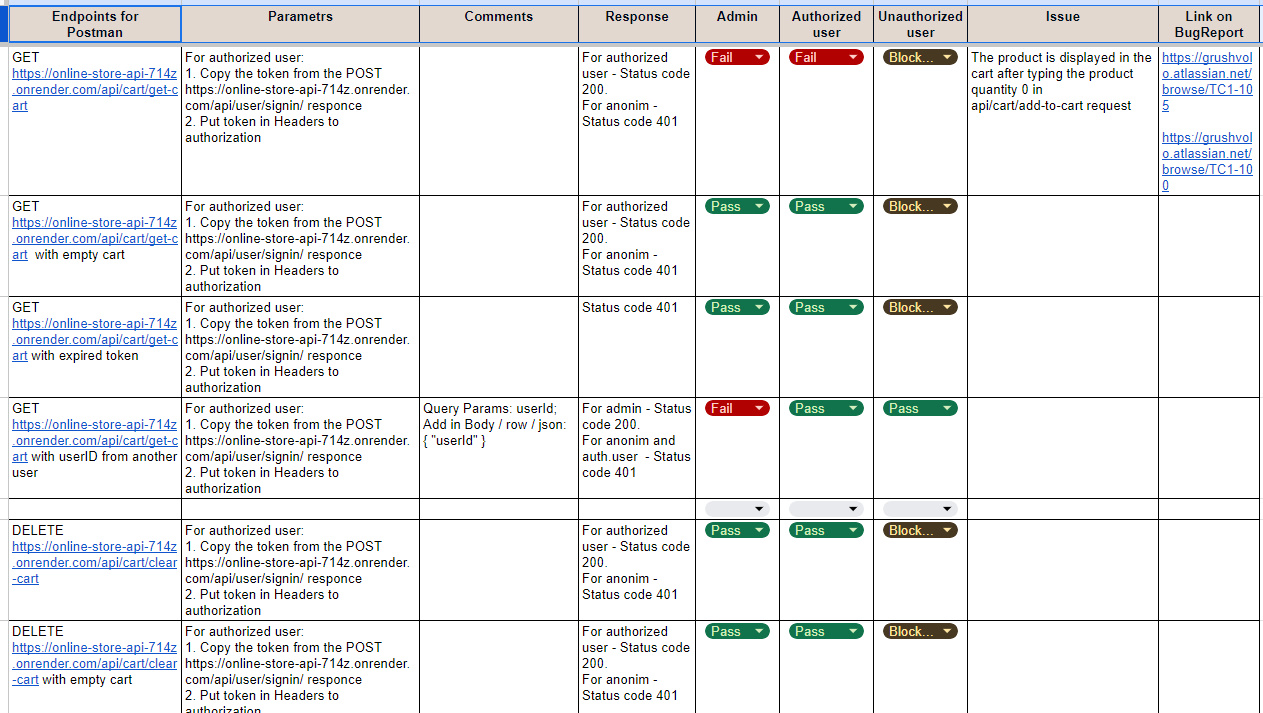 Endpoints for
Postman
Parametrs
Comments
Response
Admin
Authorized
user
Unauthorized
user
Issue
Link on
BugReport
GET
https://online-store-api-714z
.onrender.com/api/cart/get-c
art
For authorized user:
1. Copy the token from the POST
https://online-store-api-714z.onrender.
com/api/user/signin/ responce
2. Put token in Headers to
authorization
For authorized
user - Status code
200.
For anonim -
Status code 401
Fail
Fail
Block...
The product is displayed in the
cart after typing the product
quantity 0 in
api/cart/add-to-cart request
https://grushvol
o.atlassian.net/
browse/TC1-10
5
https://grushvol
o.atlassian.net/
browse/TC1-10
0
GET
https://online-store-api-714z
.onrender.com/api/cart/get-c
art with empty cart
For authorized user:
1. Copy the token from the POST
https://online-store-api-714z.onrender.
com/api/user/signin/ responce
2. Put token in Headers to
authorization
For authorized
user - Status code
200.
For anonim -
Status code 401
Pass
Pass
Block...
GET
https://online-store-api-714z
.onrender.com/api/cart/get-c
art with expired token
For authorized user:
1. Copy the token from the POST
https://online-store-api-714z.onrender.
com/api/user/signin/ responce
2. Put token in Headers to
authorization
Status code 401
Pass
Pass
Block...
GET
https://online-store-api-714z
.onrender.com/api/cart/get-c
art with userID from another
user
For authorized user:
1. Copy the token from the POST
https://online-store-api-714z.onrender.
com/api/user/signin/ responce
2. Put token in Headers to
authorization
Query Params: userId;
Add in Body / row / json:
{ "userId" }
For admin - Status
code 200.
For anonim and
auth.user - Status
code 401
Fail
Pass
Pass
DELETE
https://online-store-api-714z
.onrender.com/api/cart/clear
-cart
For authorized user:
1. Copy the token from the POST
https://online-store-api-714z.onrender.
com/api/user/signin/ responce
2. Put token in Headers to
authorization
For authorized
user - Status code
200.
For anonim -
Status code 401
Pass
Pass
Block...
DELETE
https://online-store-api-714z
.onrender.com/api/cart/clear
-cart with empty cart
For authorized user:
1. Copy the token from the POST
https://online-store-api-714z.onrender.
com/api/user/signin/ responce
2. Put token in Headers to
authorization
For authorized
user - Status code
200.
For anonim -
Status code 401
Pass
Pass
Block...